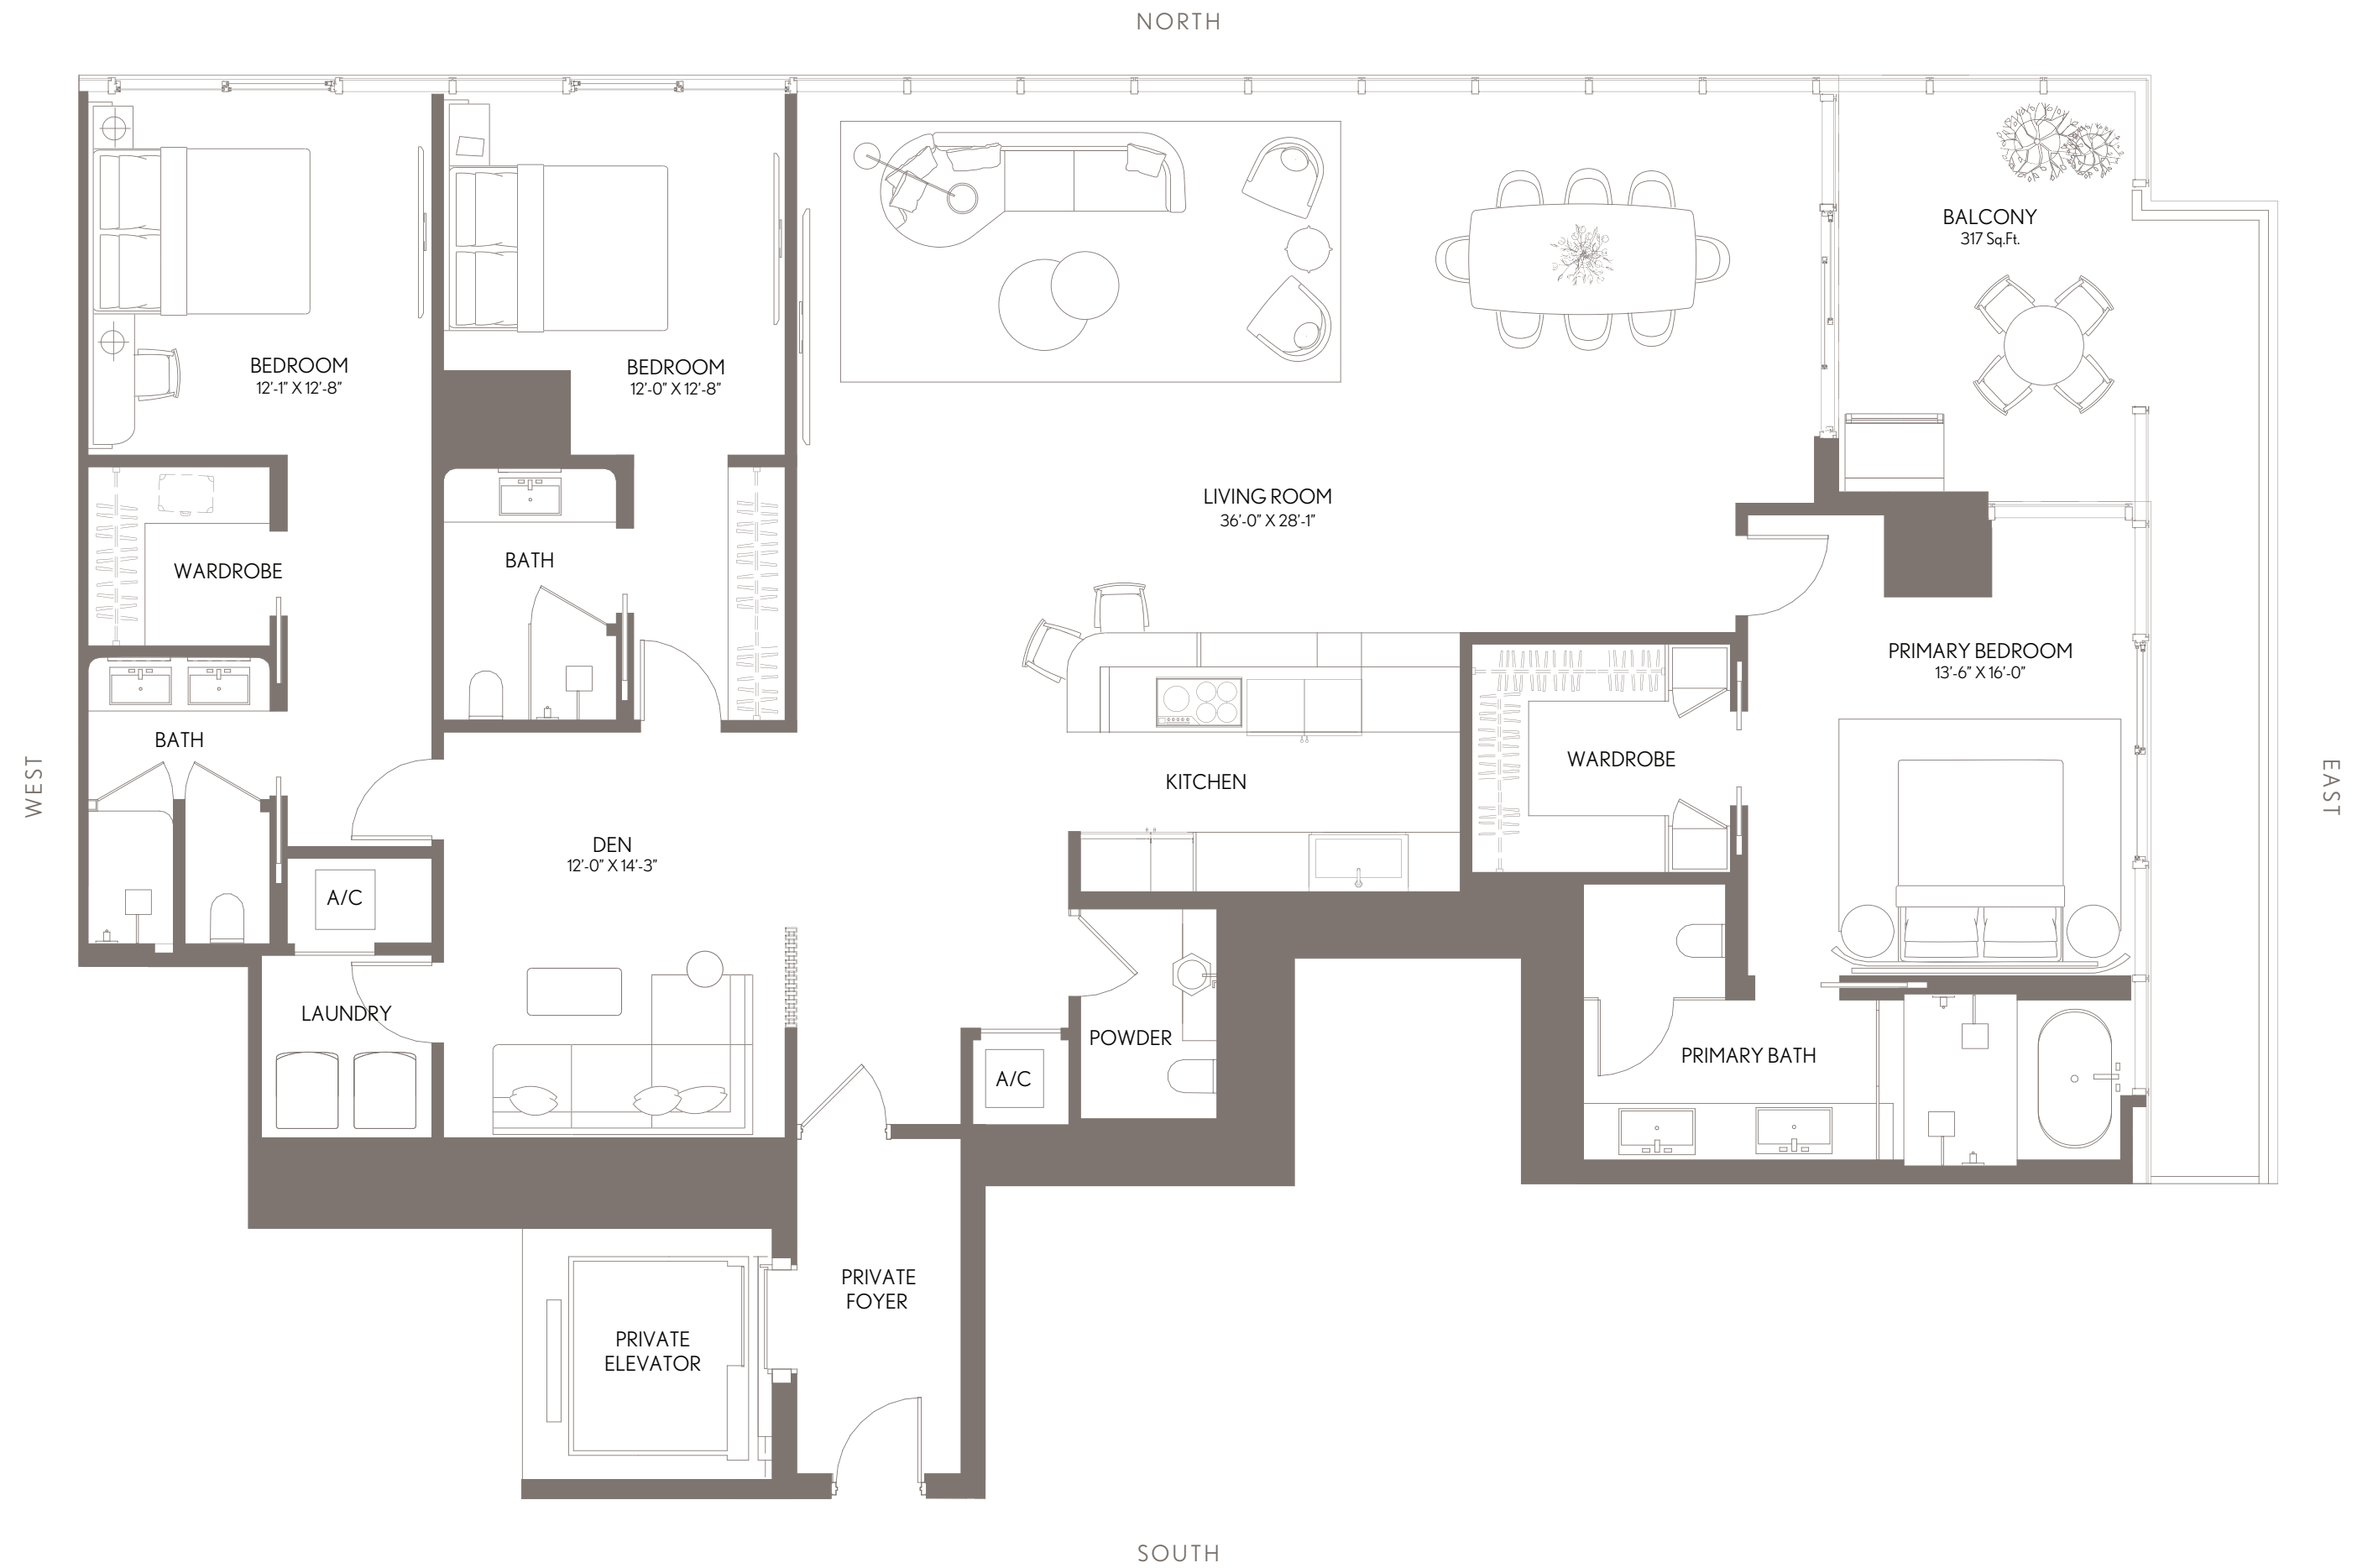 NORTH
BALCONY
317 Sq.Ft.
BEDROOM
12'-1" X 12'-8"
BEDROOM
12'-0" X 12'-8"
LIVING ROOM
36'-0" X 28'-1"
BATH
WARDROBE
PRIMARY BEDROOM
13'-6" X 16'-0"
BATH
WARDROBE
KITCHEN
WEST
EAST
DEN
12'-0" X 14'-3"
A/C
LAUNDRY
POWDER
PRIMARY BATH
A/C
PRIVATE
FOYER
PRIVATE
ELEVATOR
SOUTH